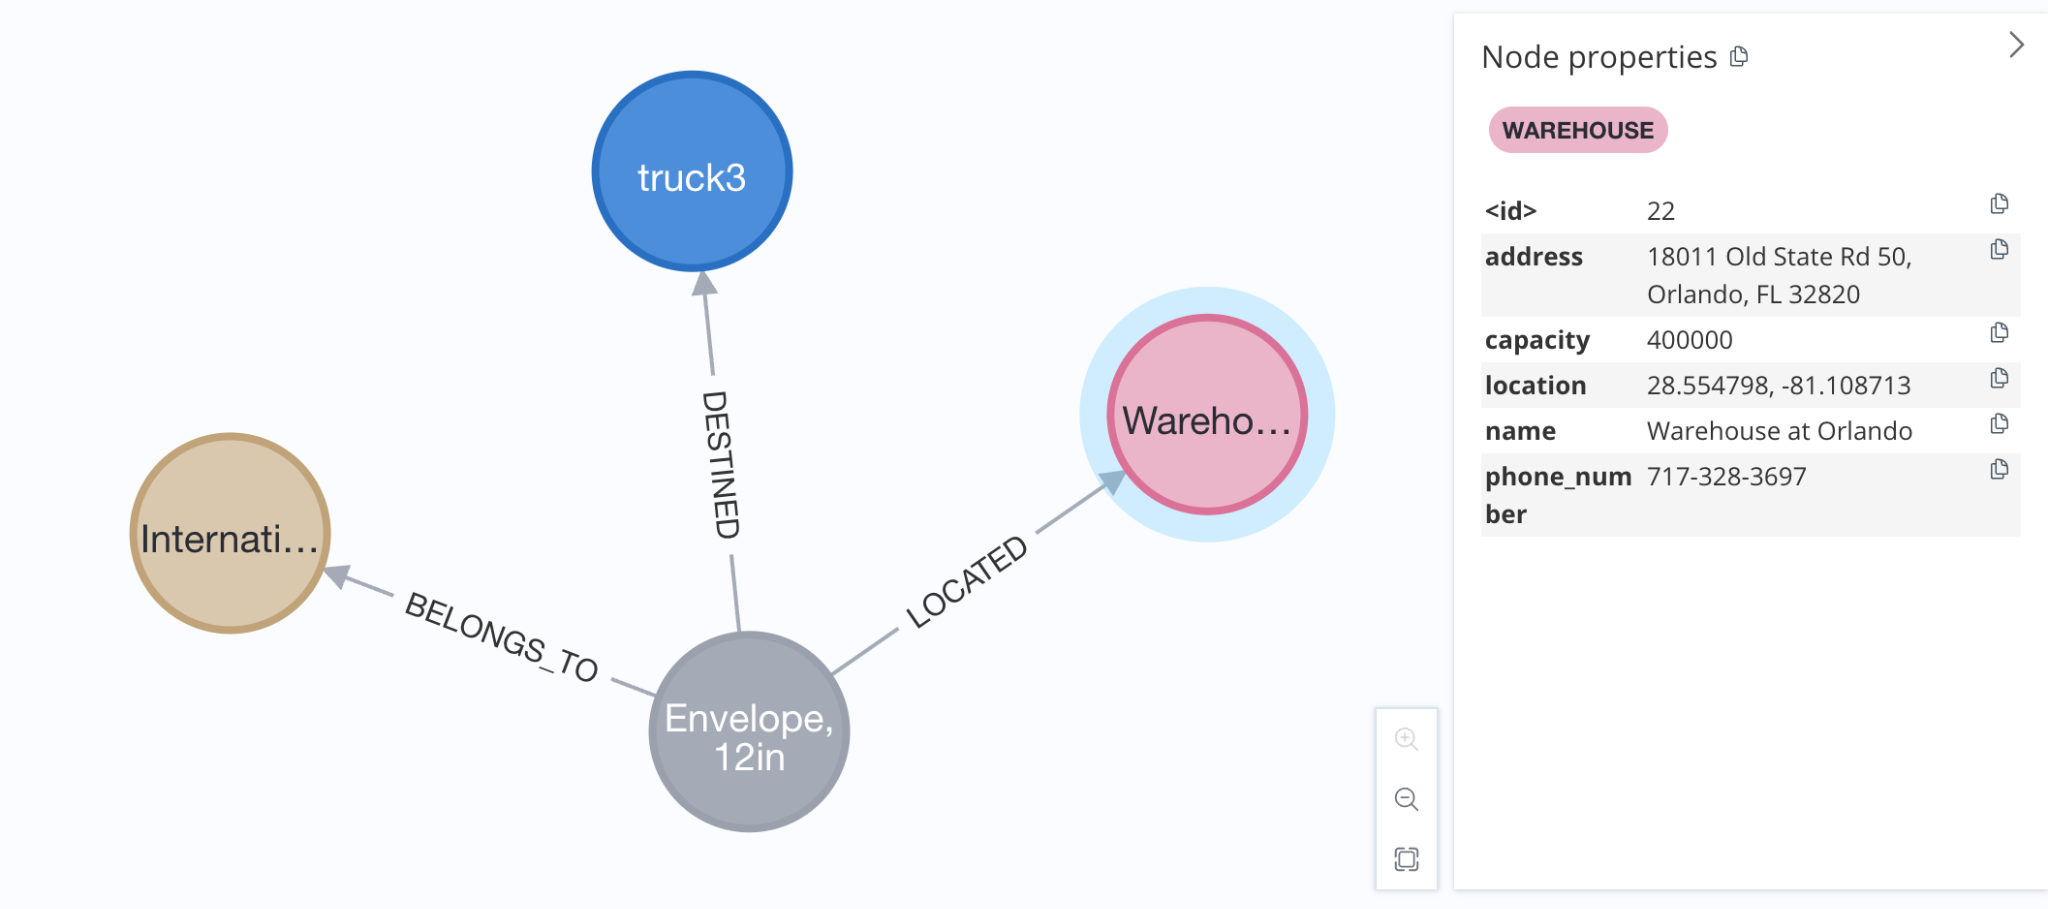 truck3
DESTINED
Wareho...
LOCATED
Internati...
BELONGS_TO
Envelope,
12in
Node properties
WAREHOUSE
<id> 22
address 18011 Old State Rd 50,
Orlando, FL 32820
capacity 400000
location 28.554798, -81.108713
name Warehouse at Orlando
phone_num 717-328-3697
ber